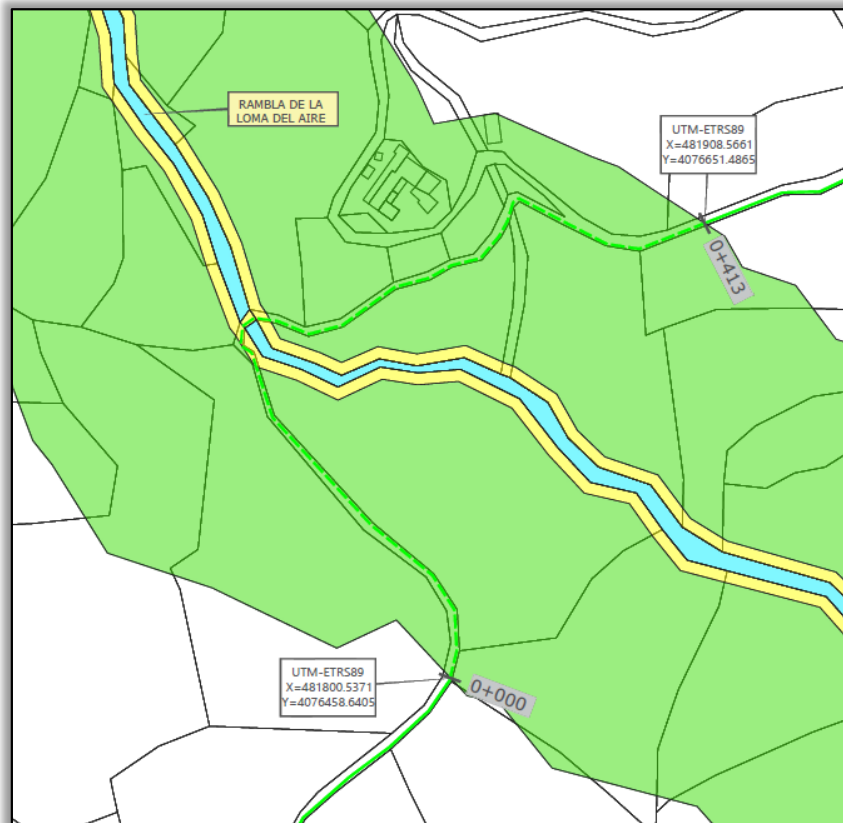 RAMBLA DE LA
LOMA DEL AIRE
UTM-ETRS89
X=481908.5661
Y=4076651.4865
0+413
UTM-ETRS89
X=481800.5371
Y=4076458.6405
0+000